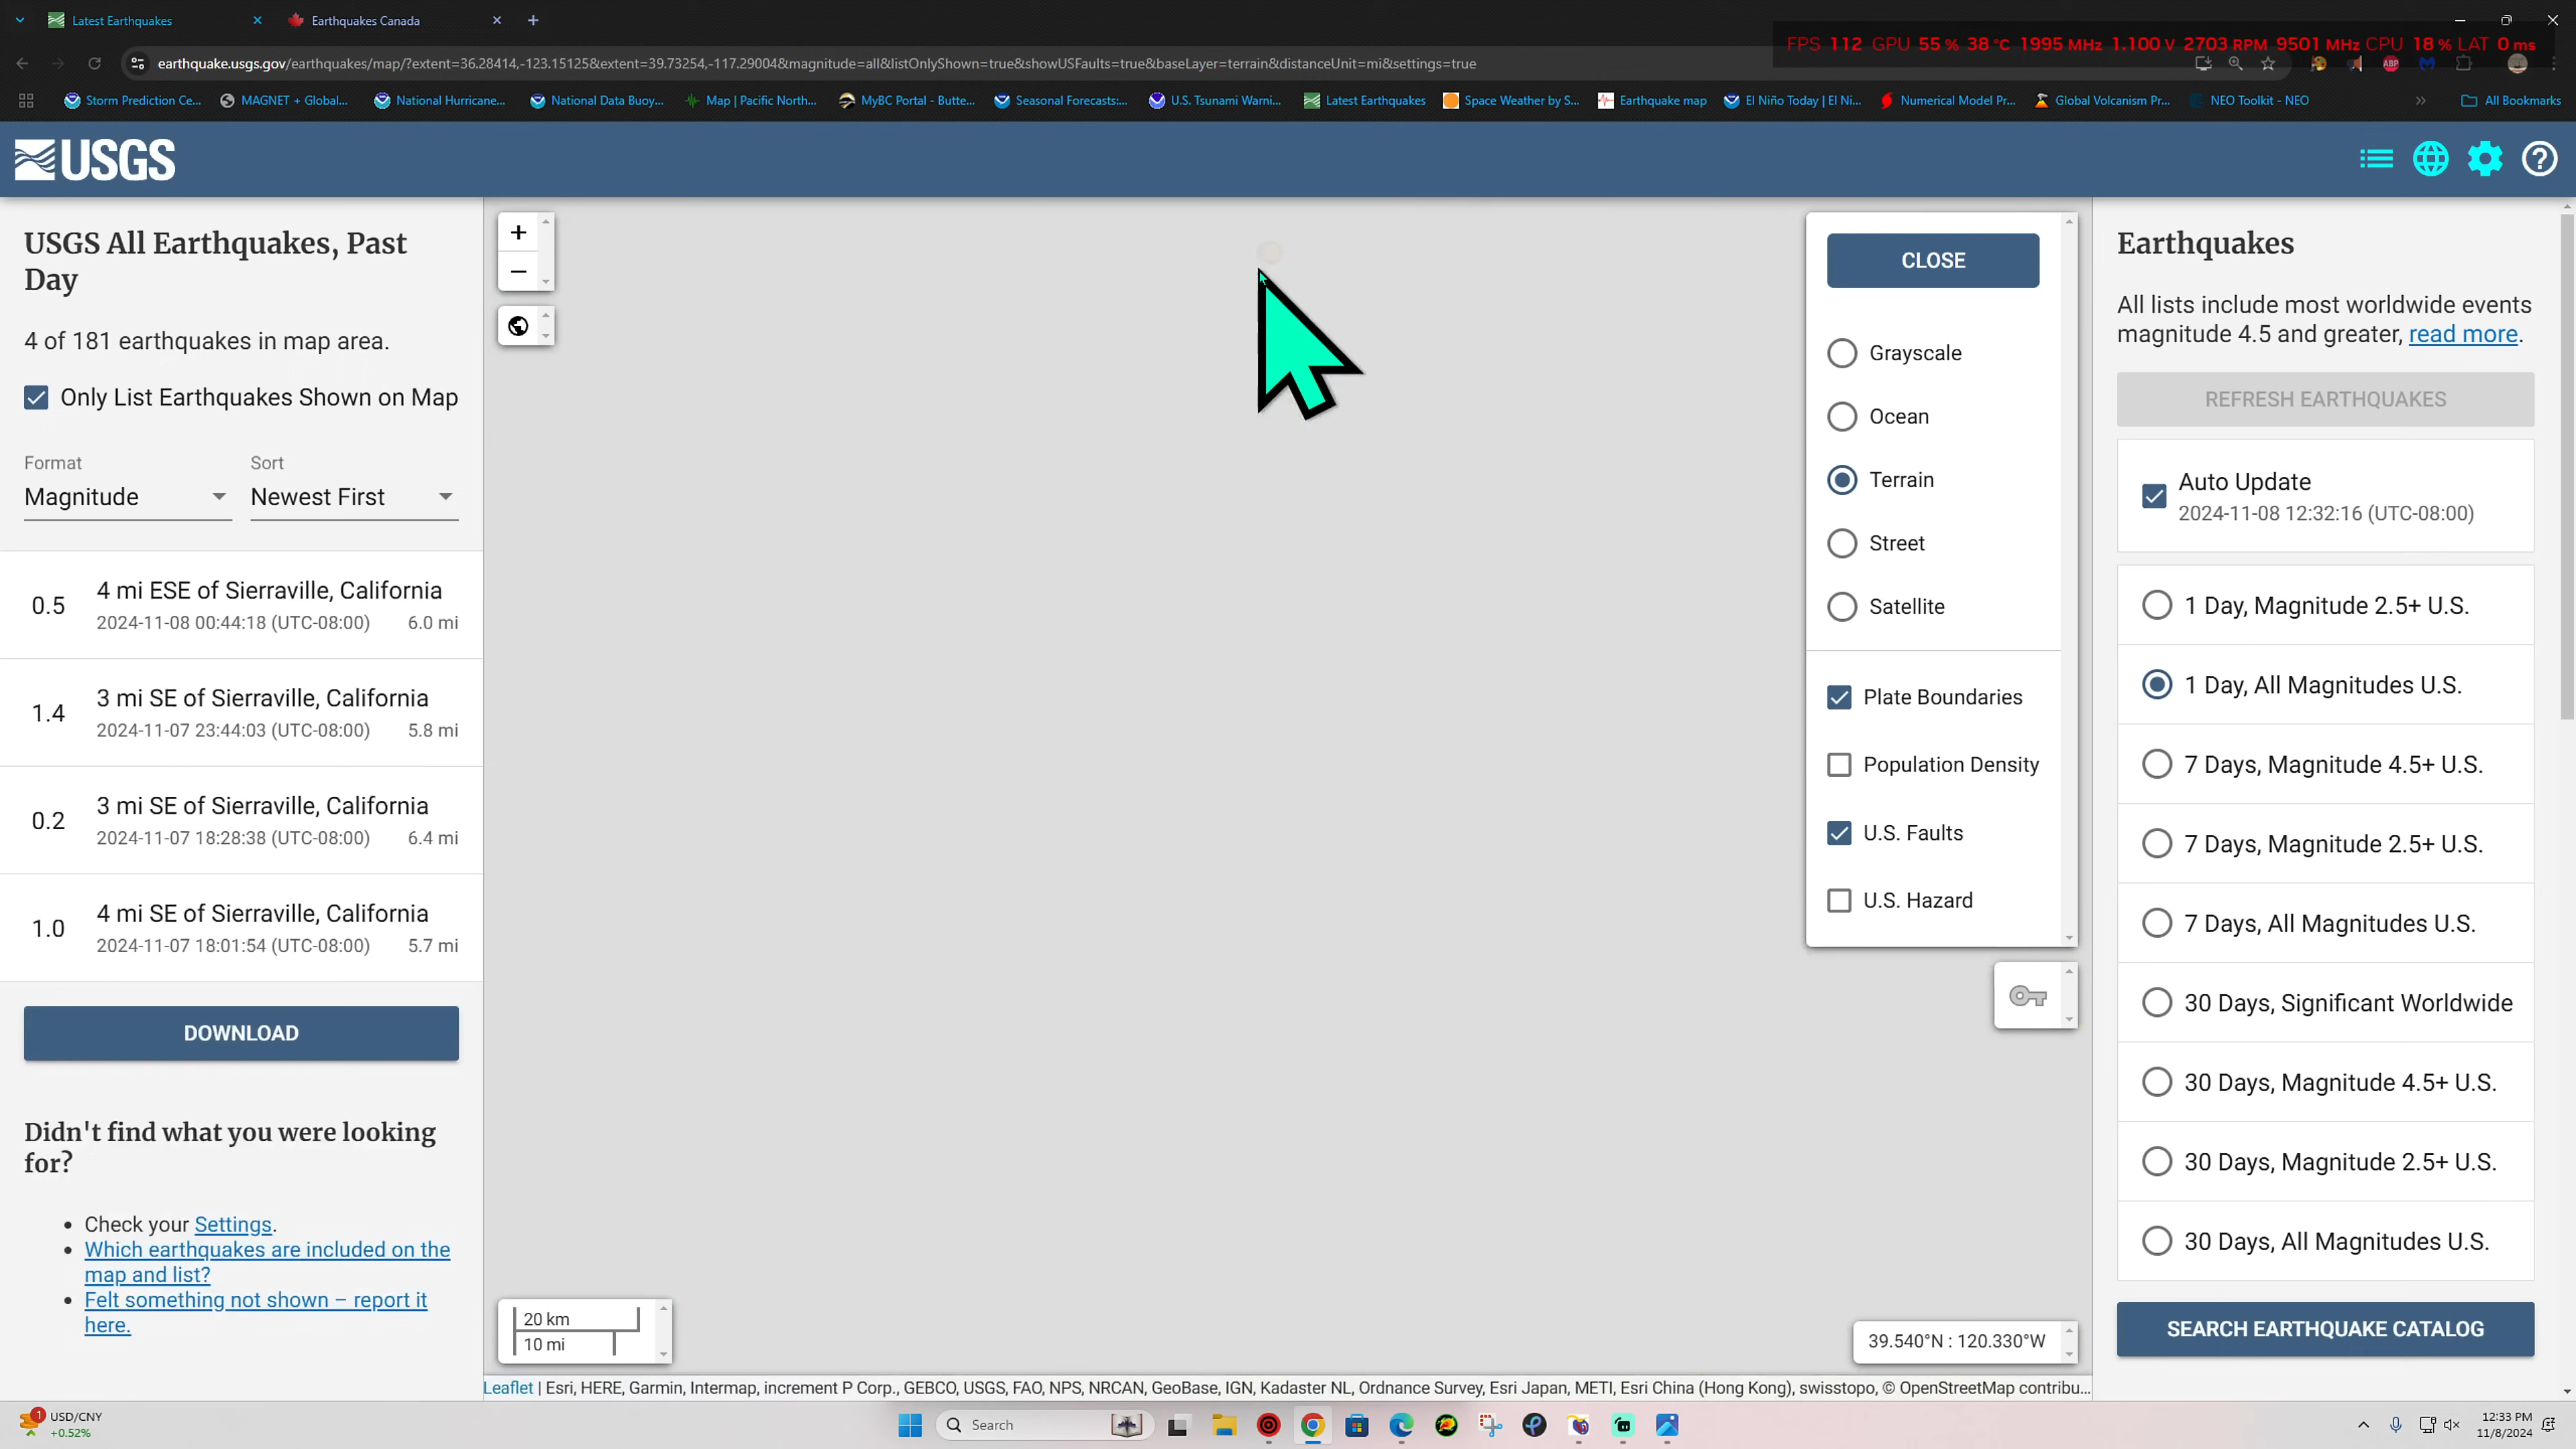 Latest Earthquakes
Earthquakes Canada
FPS 112 GPU 55 % 38 °C 1995 MHz 1.100 V 2703 RPM 9501 MHz CPU 18 % LAT 0 ms
earthquake.usgs.gov/earthquakes/map/?extent=36.28414,-123.15125&extent=39.73254,-117.29004&magnitude=all&listOnlyShown=true&showUSFaults=true&baseLayer=terrain&distanceUnit=mi&settings=true
Storm Prediction Ce...
MAGNET + Global...
National Hurricane...
National Data Buoy...
Map | Pacific North...
MyBC Portal - Butte...
Seasonal Forecasts:...
U.S. Tsunami Warni...
Latest Earthquakes
Space Weather by S...
Earthquake map
El Niño Today | El Ni...
Numerical Model Pr...
Global Volcanism Pr...
NEO Toolkit - NEO
All Bookmarks
USGS
USGS All Earthquakes, Past
Day
4 of 181 earthquakes in map area.
Only List Earthquakes Shown on Map
Format
Sort
Magnitude
Newest First
0.5
4 mi ESE of Sierraville, California
2024-11-08 00:44:18 (UTC-08:00) 6.0 mi
1.4
3 mi SE of Sierraville, California
2024-11-07 23:44:03 (UTC-08:00) 5.8 mi
0.2
3 mi SE of Sierraville, California
2024-11-07 18:28:38 (UTC-08:00) 6.4 mi
1.0
4 mi SE of Sierraville, California
2024-11-07 18:01:54 (UTC-08:00) 5.7 mi
DOWNLOAD
Didn't find what you were looking
for?
Check your Settings.
Which earthquakes are included on the
map and list?
Felt something not shown – report it
here.
+
−
20 km
10 mi
CLOSE
Grayscale
Ocean
Terrain
Street
Satellite
Plate Boundaries
Population Density
U.S. Faults
U.S. Hazard
39.540°N : 120.330°W
Leaflet | Esri, HERE, Garmin, Intermap, increment P Corp., GEBCO, USGS, FAO, NPS, NRCAN, GeoBase, IGN, Kadaster NL, Ordnance Survey, Esri Japan, METI, Esri China (Hong Kong), swisstopo, © OpenStreetMap contribu...
Earthquakes
All lists include most worldwide events
magnitude 4.5 and greater, read more.
REFRESH EARTHQUAKES
Auto Update
2024-11-08 12:32:16 (UTC-08:00)
1 Day, Magnitude 2.5+ U.S.
1 Day, All Magnitudes U.S.
7 Days, Magnitude 4.5+ U.S.
7 Days, Magnitude 2.5+ U.S.
7 Days, All Magnitudes U.S.
30 Days, Significant Worldwide
30 Days, Magnitude 4.5+ U.S.
30 Days, Magnitude 2.5+ U.S.
30 Days, All Magnitudes U.S.
SEARCH EARTHQUAKE CATALOG
1
USD/CNY
+0.52%
Search
12:33 PM
11/8/2024